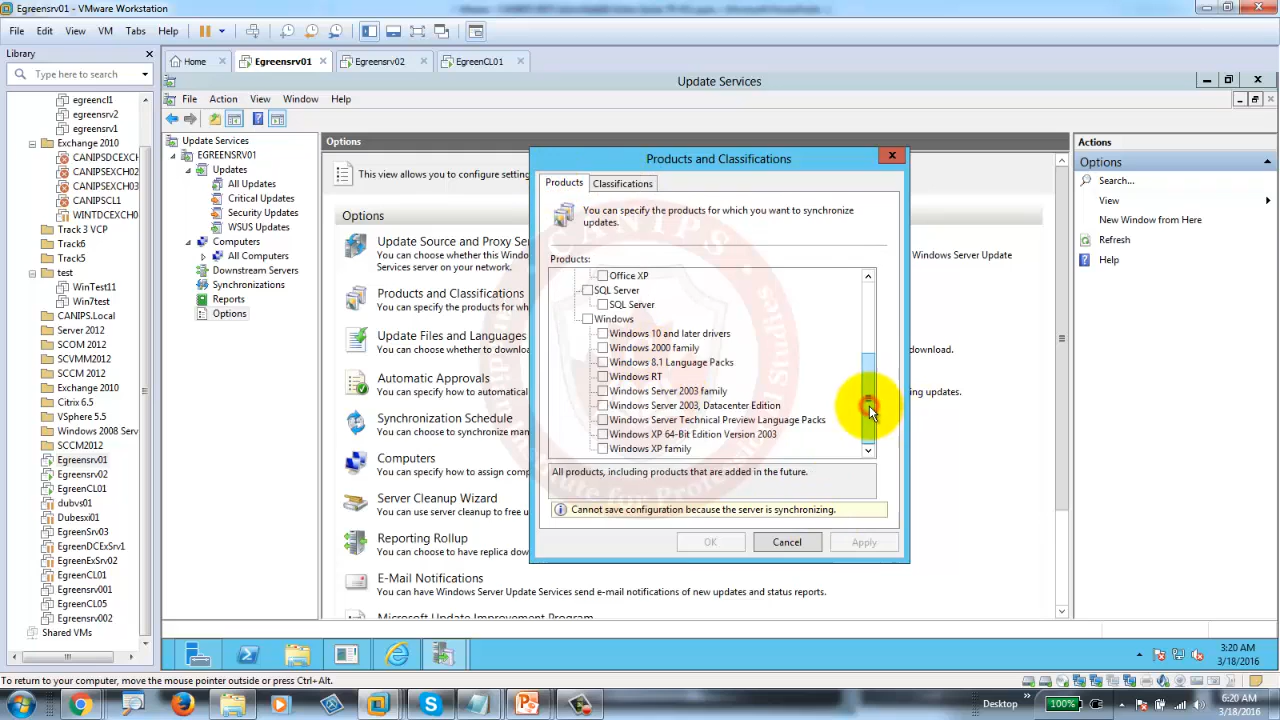 Egreensrv01 - VMware Workstation
File Edit View VM Tabs Help
Library
Type here to search
Home Egreensrv01 Egreensrv02 EgreenCL01
egreencl1
egreensrv2
egreensrv1
Exchange 2010
CANIPSDCEXCH
CANIPSEXCH02
CANIPSEXCH03
CANIPSCL1
WINTDCEXCH0
Track 3 VCP
Track6
Track5
test
WinTest11
Win7test
CANIPS.Local
Server 2012
SCOM 2012
SCVMM2012
SCCM 2012
Exchange 2010
Citrix 6.5
VSphere 5.5
Windows 2008 Serv
SCCM2012
Egreensrv01
Egreensrv02
EgreenCL01
dubvs01
Dubesxi01
EgreenSrv03
EgreenDCExSrv1
EgreenExSrv02
EgreenCL01
Egreensrv001
EgreenCL05
Egreensrv002
Shared VMs
Update Services
File Action View Window Help
Update Services
EGREENSRV01
Updates
All Updates
Critical Updates
Security Updates
WSUS Updates
Computers
All Computers
Downstream Servers
Synchronizations
Reports
Options
Options
This view allows you to configure setting
Options
Update Source and Proxy Ser
You can choose whether this Window
Services server on your network.
Windows Server Update
Products and Classifications
You can specify the products for wh
Update Files and Languages
You can choose whether to downlo
download.
Automatic Approvals
You can specify how to automatical
egories.
Synchronization Schedule
You can choose to synchronize man
Computers
You can specify how to assign comp
Server Cleanup Wizard
You can use server cleanup to free u
Reporting Rollup
You can choose to have replica dow
E-Mail Notifications
You can have Windows Server Update Services send e-mail notifications of new updates and status reports.
Microsoft Update Improvement Program
Products and Classifications
Products Classifications
You can specify the products for which you want to synchronize
updates.
Products:
Office XP
SQL Server
SQL Server
Windows
Windows 10 and later drivers
Windows 2000 family
Windows 8.1 Language Packs
Windows RT
Windows Server 2003 family
Windows Server 2003, Datacenter Edition
Windows Server Technical Preview Language Packs
Windows XP 64-Bit Edition Version 2003
Windows XP family
All products, including products that are added in the future.
Cannot save configuration because the server is synchronizing.
OK Cancel Apply
Actions
Options
Search...
View
New Window from Here
Refresh
Help
3:20 AM
3/18/2016
To return to your computer, move the mouse pointer outside or press Ctrl+Alt.
Desktop
100%
6:20 AM
3/18/2016